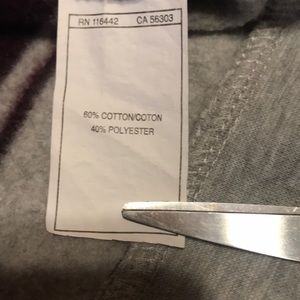 RN 116442 CA 56303
60% COTTON/COTON
40% POLYESTER